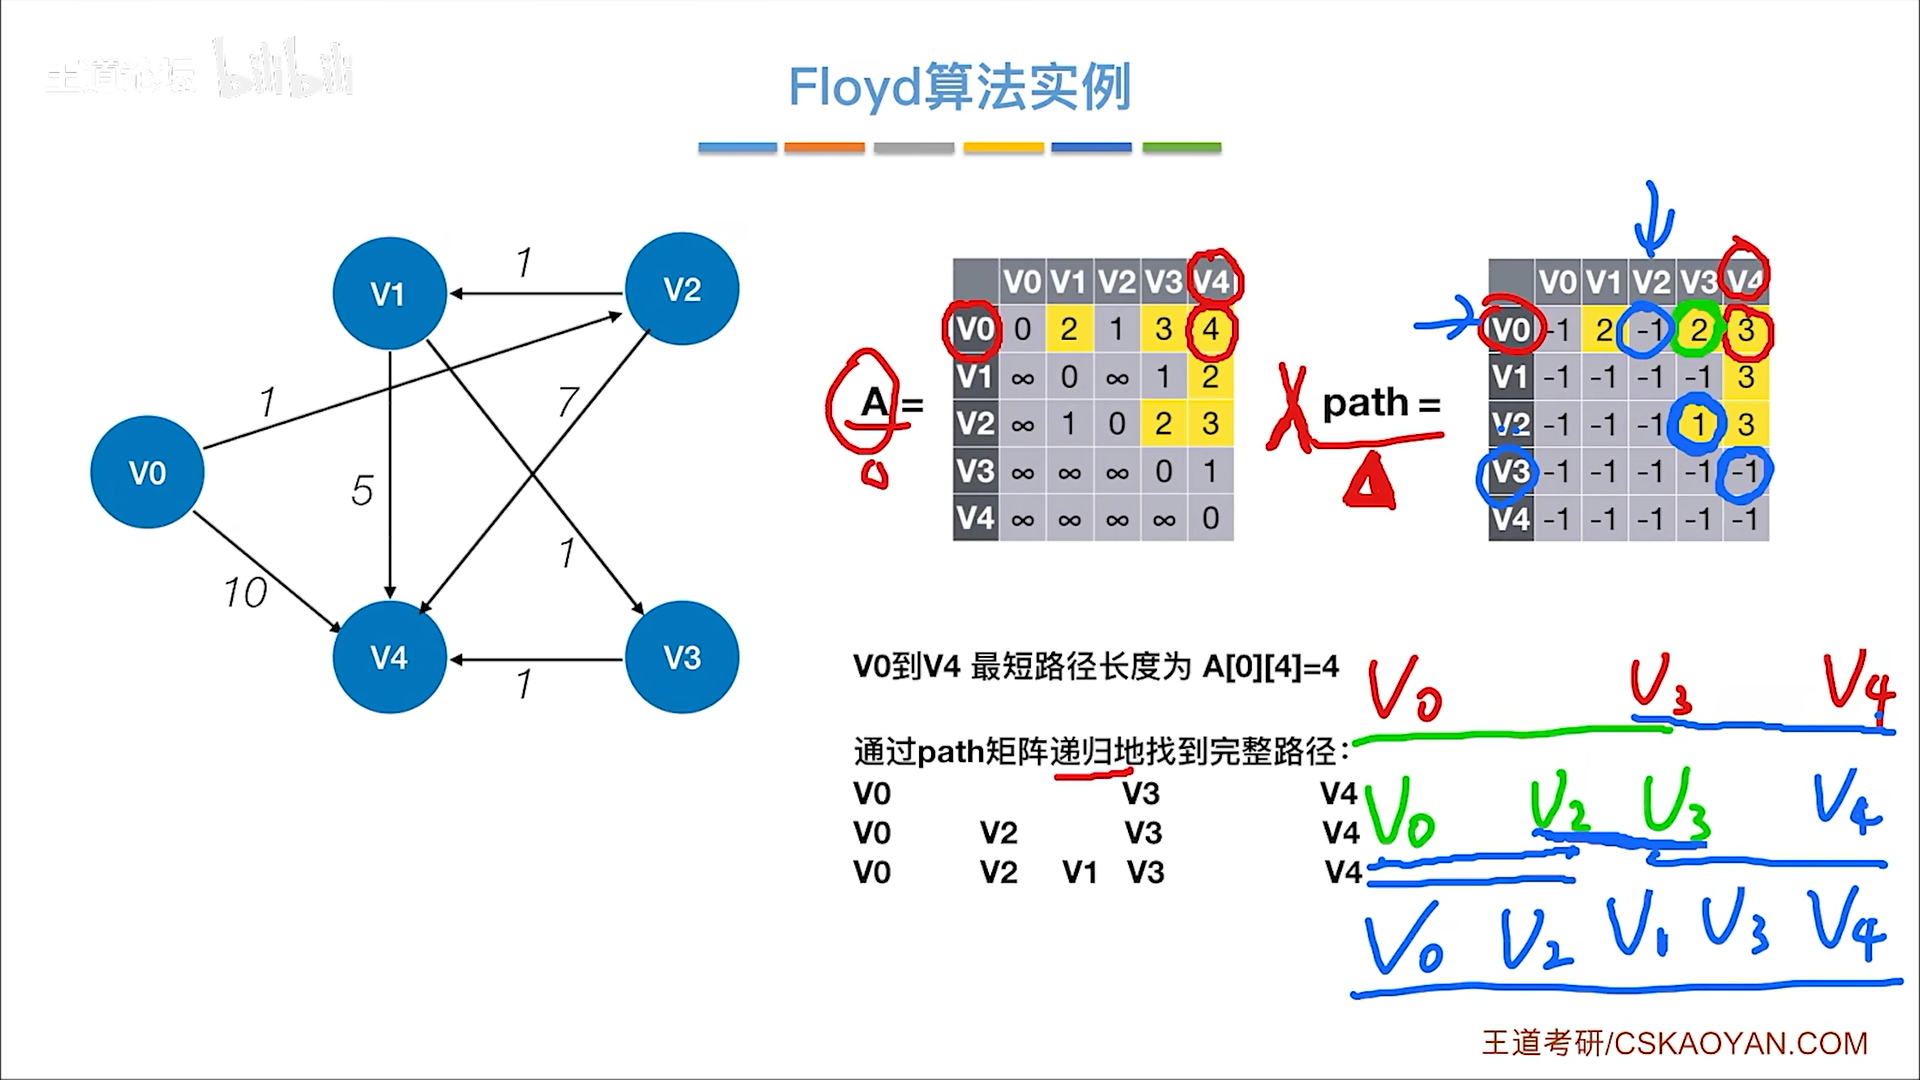 王道论坛 bilibili
Floyd算法实例
V1
V2
V0
V4
V3
1
1
7
5
1
10
1
A =
V0 V1 V2 V3 V4
V0 0 2 1 3 4
V1 ∞ 0 ∞ 1 2
V2 ∞ 1 0 2 3
V3 ∞ ∞ ∞ 0 1
V4 ∞ ∞ ∞ ∞ 0
path =
V0 V1 V2 V3 V4
V0 -1 2 -1 2 3
V1 -1 -1 -1 -1 3
V2 -1 -1 -1 1 3
V3 -1 -1 -1 -1 -1
V4 -1 -1 -1 -1 -1
V0到V4 最短路径长度为 A[0][4]=4
通过path矩阵递归地找到完整路径：
V0 V3 V4
V0 V2 V3 V4
V0 V2 V1 V3 V4
V0 V3 V4
V0 V2 V3 V4
V0 V2 V1 V3 V4
王道考研/CSKAOYAN.COM